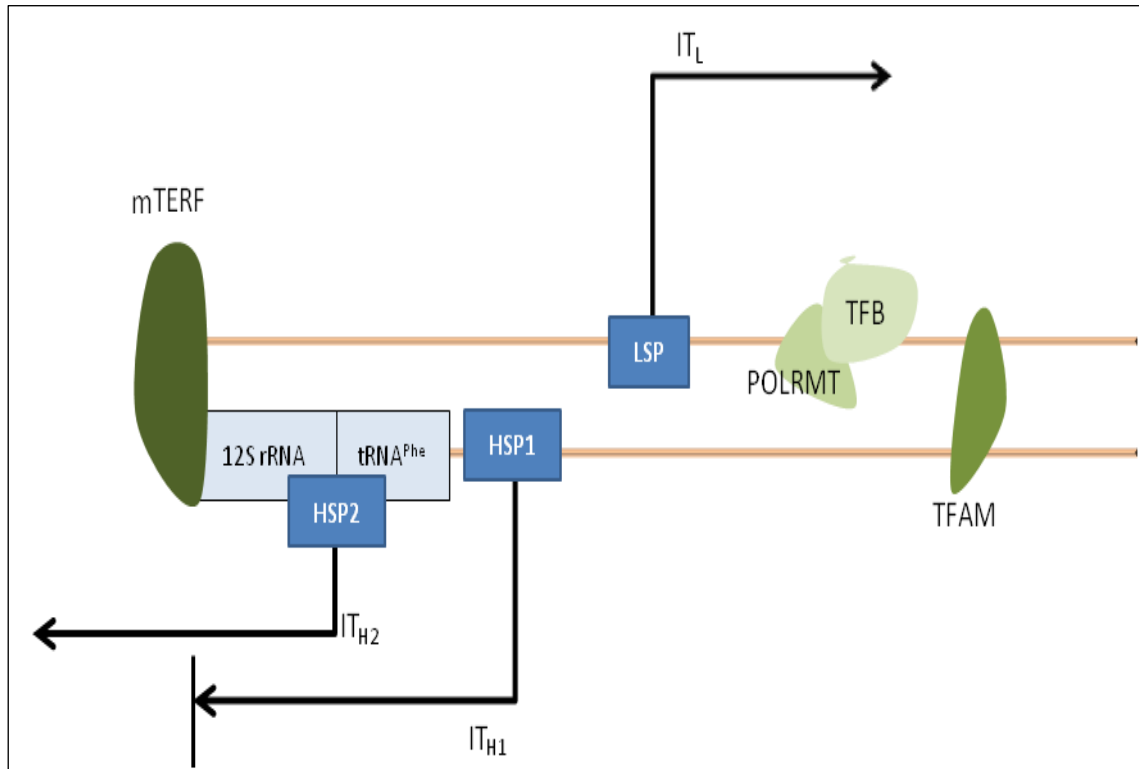 IT_L
mTERF
TFB
LSP
POLRMT
12S rRNA
tRNA^Phe
HSP1
HSP2
TFAM
IT_H2
IT_H1